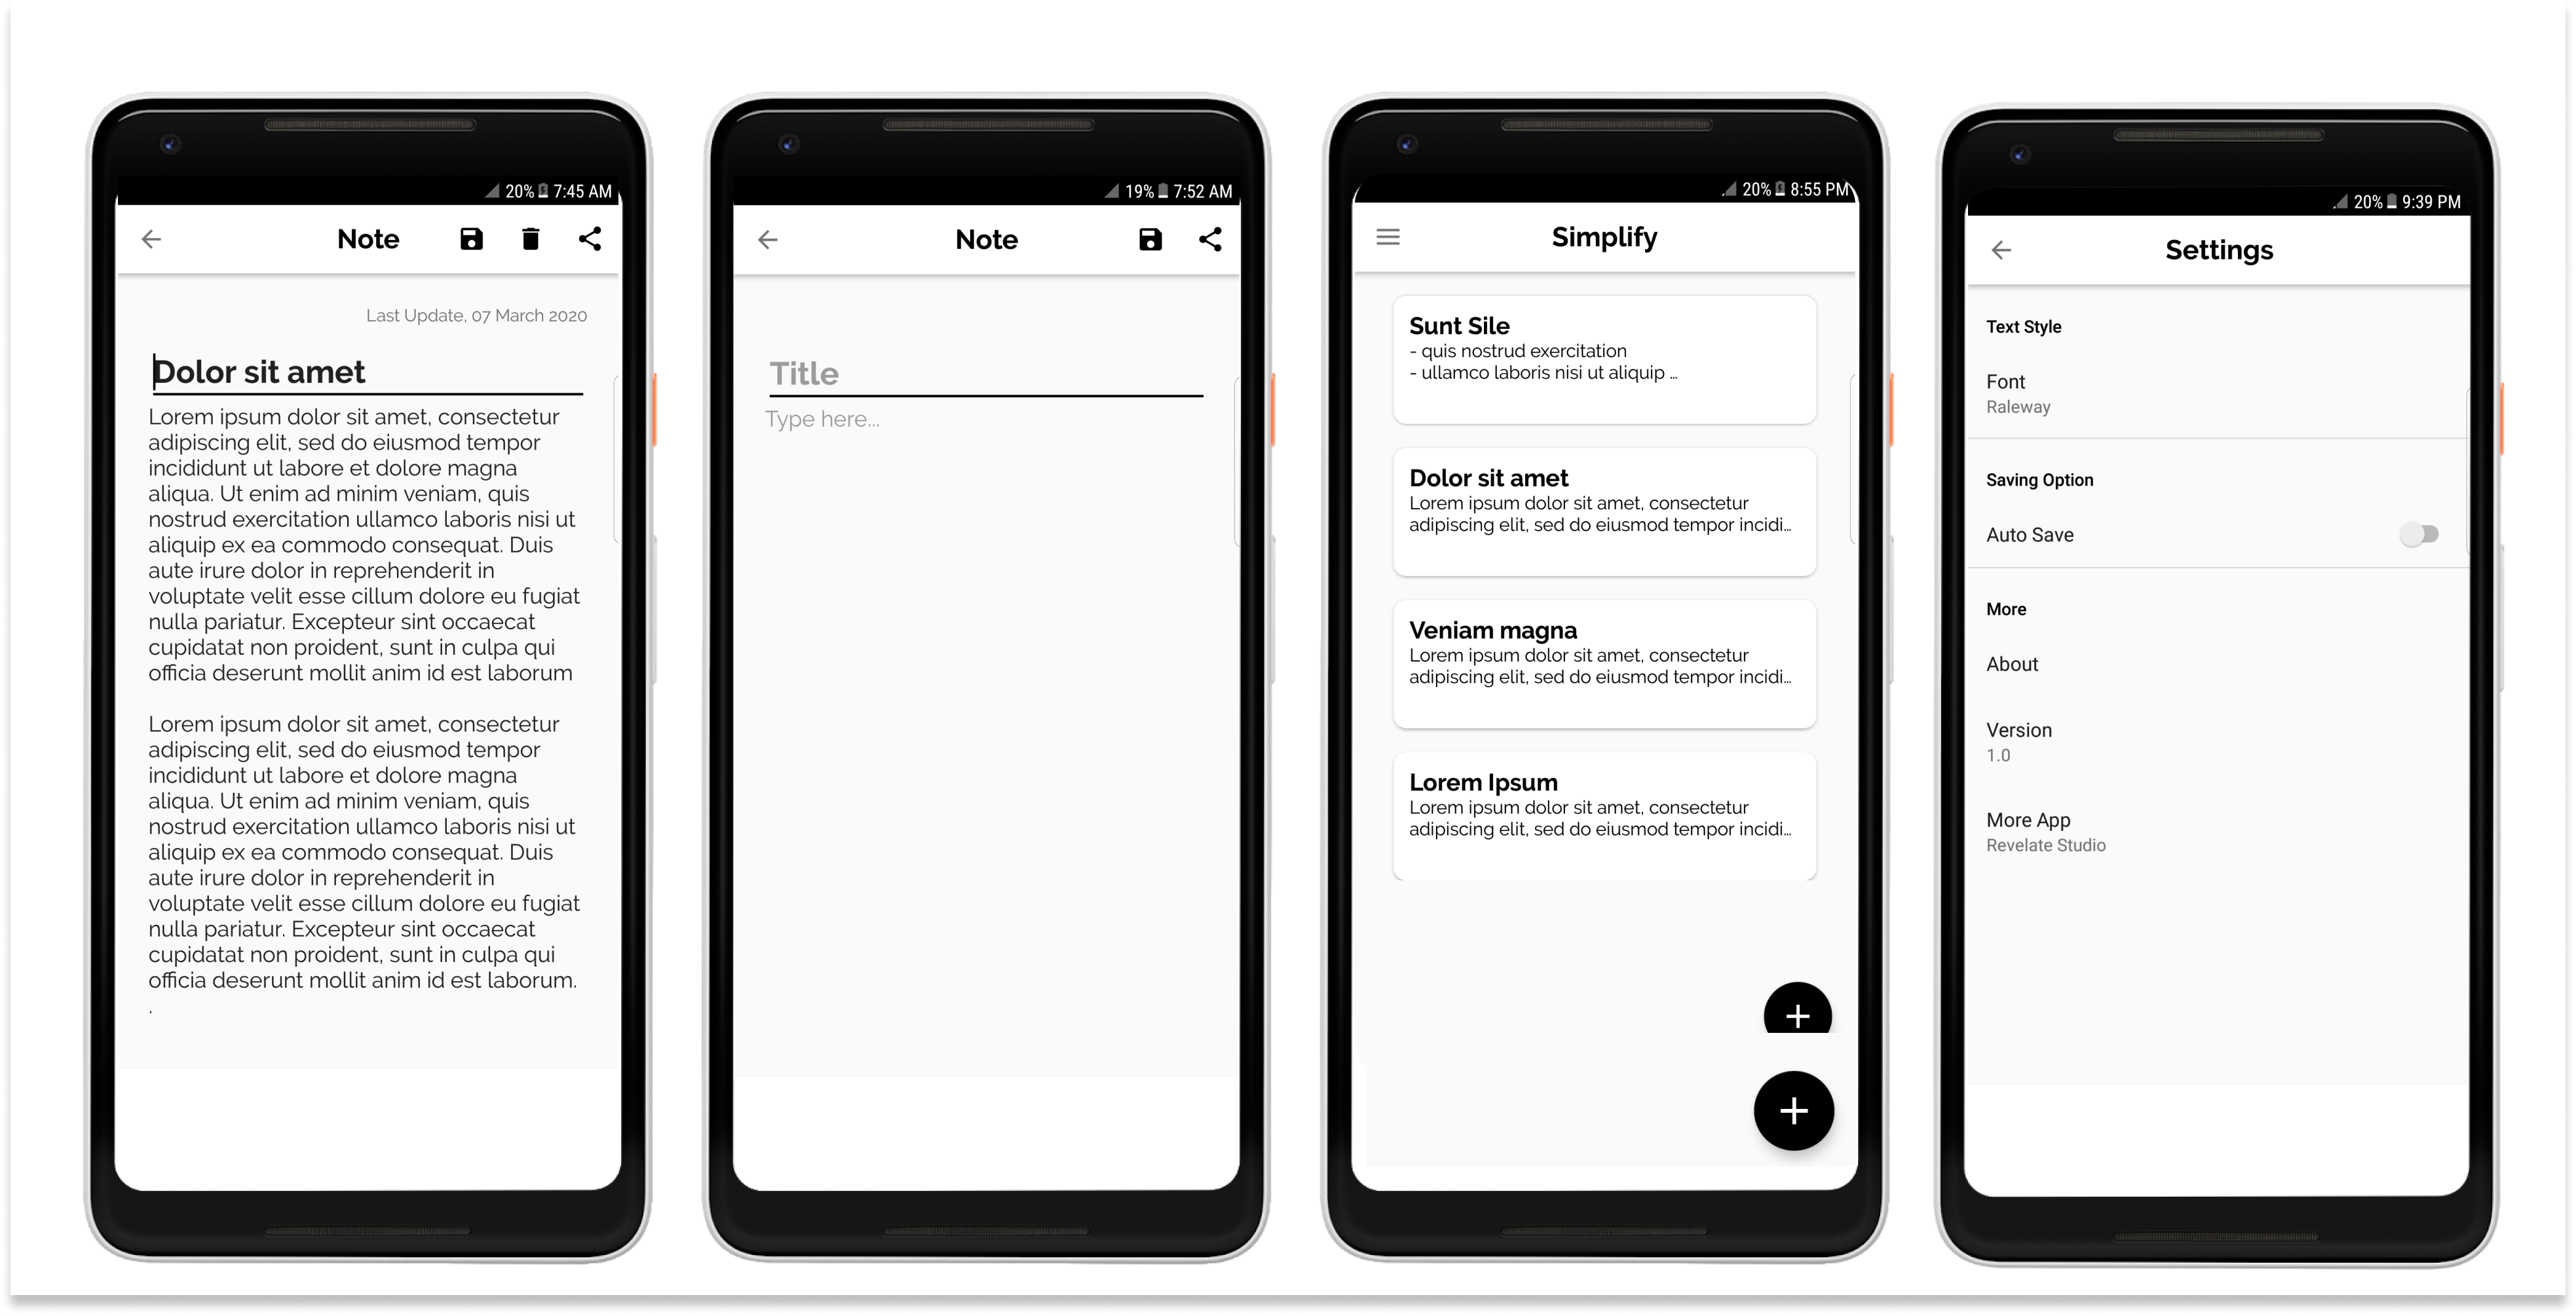 20% 7:45 AM
Note
Last Update, 07 March 2020
Dolor sit amet
Lorem ipsum dolor sit amet, consectetur
adipiscing elit, sed do eiusmod tempor
incididunt ut labore et dolore magna
aliqua. Ut enim ad minim veniam, quis
nostrud exercitation ullamco laboris nisi ut
aliquip ex ea commodo consequat. Duis
aute irure dolor in reprehenderit in
voluptate velit esse cillum dolore eu fugiat
nulla pariatur. Excepteur sint occaecat
cupidatat non proident, sunt in culpa qui
officia deserunt mollit anim id est laborum
Lorem ipsum dolor sit amet, consectetur
adipiscing elit, sed do eiusmod tempor
incididunt ut labore et dolore magna
aliqua. Ut enim ad minim veniam, quis
nostrud exercitation ullamco laboris nisi ut
aliquip ex ea commodo consequat. Duis
aute irure dolor in reprehenderit in
voluptate velit esse cillum dolore eu fugiat
nulla pariatur. Excepteur sint occaecat
cupidatat non proident, sunt in culpa qui
officia deserunt mollit anim id est laborum.
.
19% 7:52 AM
Note
Title
Type here...
20% 8:55 PM
Simplify
Sunt Sile
- quis nostrud exercitation
- ullamco laboris nisi ut aliquip ...
Dolor sit amet
Lorem ipsum dolor sit amet, consectetur
adipiscing elit, sed do eiusmod tempor incidi...
Veniam magna
Lorem ipsum dolor sit amet, consectetur
adipiscing elit, sed do eiusmod tempor incidi...
Lorem Ipsum
Lorem ipsum dolor sit amet, consectetur
adipiscing elit, sed do eiusmod tempor incidi...
20% 9:39 PM
Settings
Text Style
Font
Raleway
Saving Option
Auto Save
More
About
Version
1.0
More App
Revelate Studio